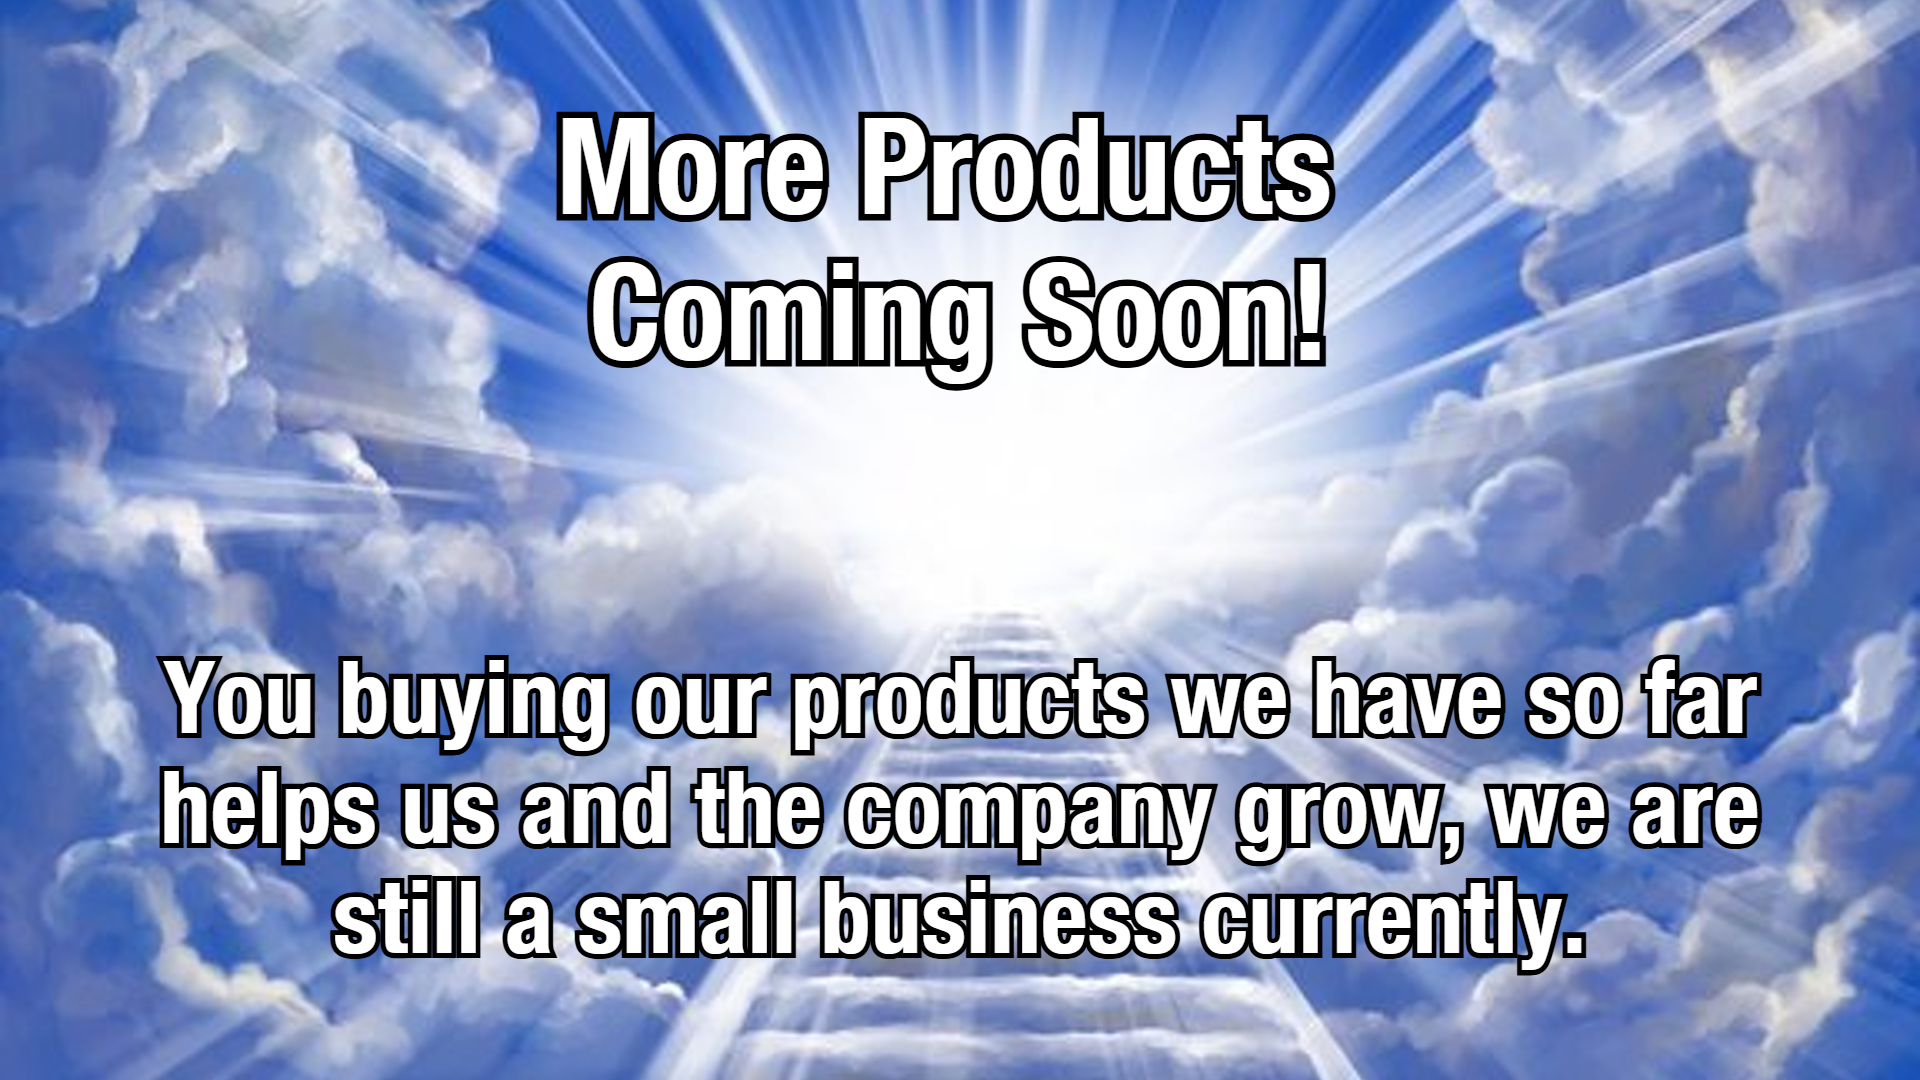 More Products
Coming Soon!
You buying our products we have so far
helps us and the company grow, we are
still a small business currently.